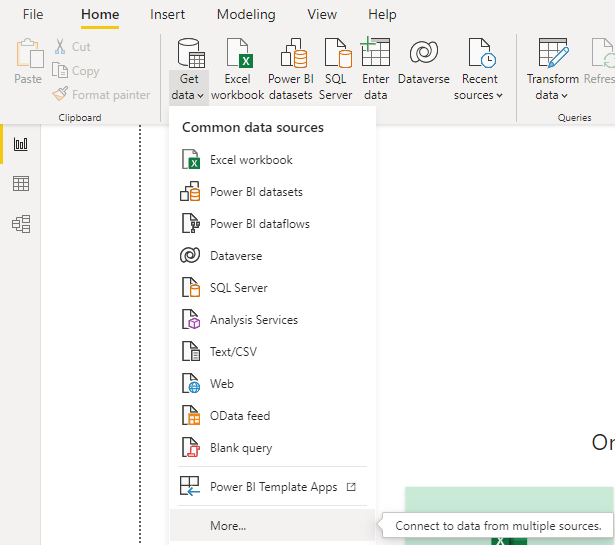 File Home Insert Modeling View Help
Cut
Copy
Format painter
Paste
Clipboard
Get
data
Excel
workbook
Power BI
datasets
SQL
Server
Enter
data
Dataverse
Recent
sources
Transform
data
Queries
Common data sources
Excel workbook
Power BI datasets
Power BI dataflows
Dataverse
SQL Server
Analysis Services
Text/CSV
Web
OData feed
Blank query
Power BI Template Apps
More...
Connect to data from multiple sources.